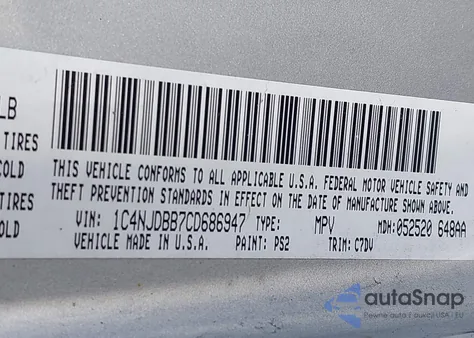 LB
TIRES
COLD
TIRES
OLD
THIS VEHICLE CONFORMS TO ALL APPLICABLE U.S.A. FEDERAL MOTOR VEHICLE SAFETY AND
THEFT PREVENTION STANDARDS IN EFFECT ON THE DATE OF MANUFACTURE SHOWN ABOVE.
VIN: 1C4NJDBB7CD686947 TYPE: MPV MDH: 052520 648AA
VEHICLE MADE IN U.S.A. PAINT: PS2 TRIM: C7DV
autoSnap